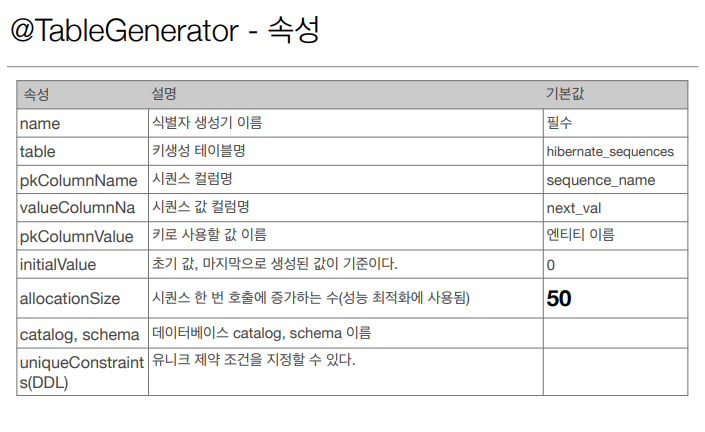 @TableGenerator - 속성
속성 설명 기본값
name 식별자 생성기 이름 필수
table 키생성 테이블명 hibernate_sequences
pkColumnName 시퀀스 컬럼명 sequence_name
valueColumnNa 시퀀스 값 컬럼명 next_val
pkColumnValue 키로 사용할 값 이름 엔티티 이름
initialValue 초기 값, 마지막으로 생성된 값이 기준이다. 0
allocationSize 시퀀스 한 번 호출에 증가하는 수(성능 최적화에 사용됨) 50
catalog, schema 데이터베이스 catalog, schema 이름
uniqueConstraint 유니크 제약 조건을 지정할 수 있다.
s(DDL)